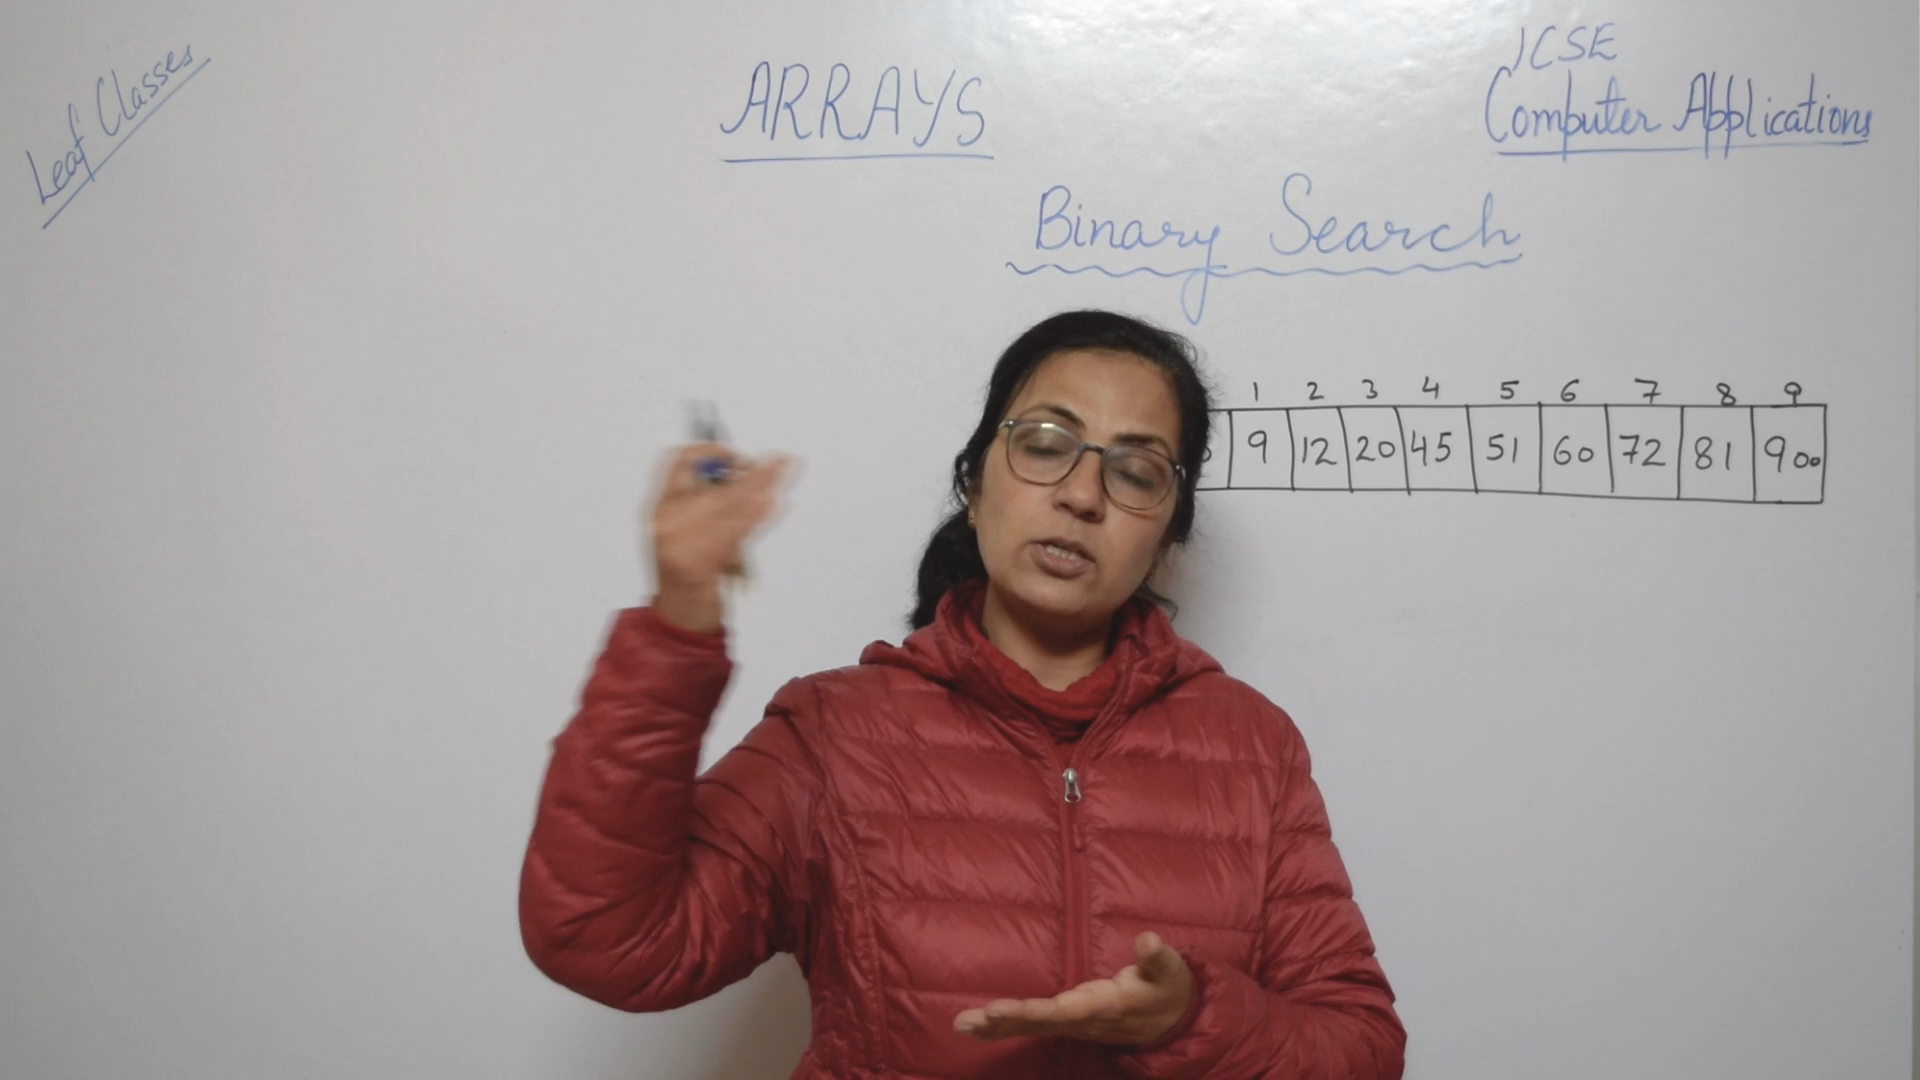 Leaf Classes
ARRAYS
ICSE
Computer Applications
Binary Search
1 2 3 4 5 6 7 8 9
9 12 20 45 51 60 72 81 900